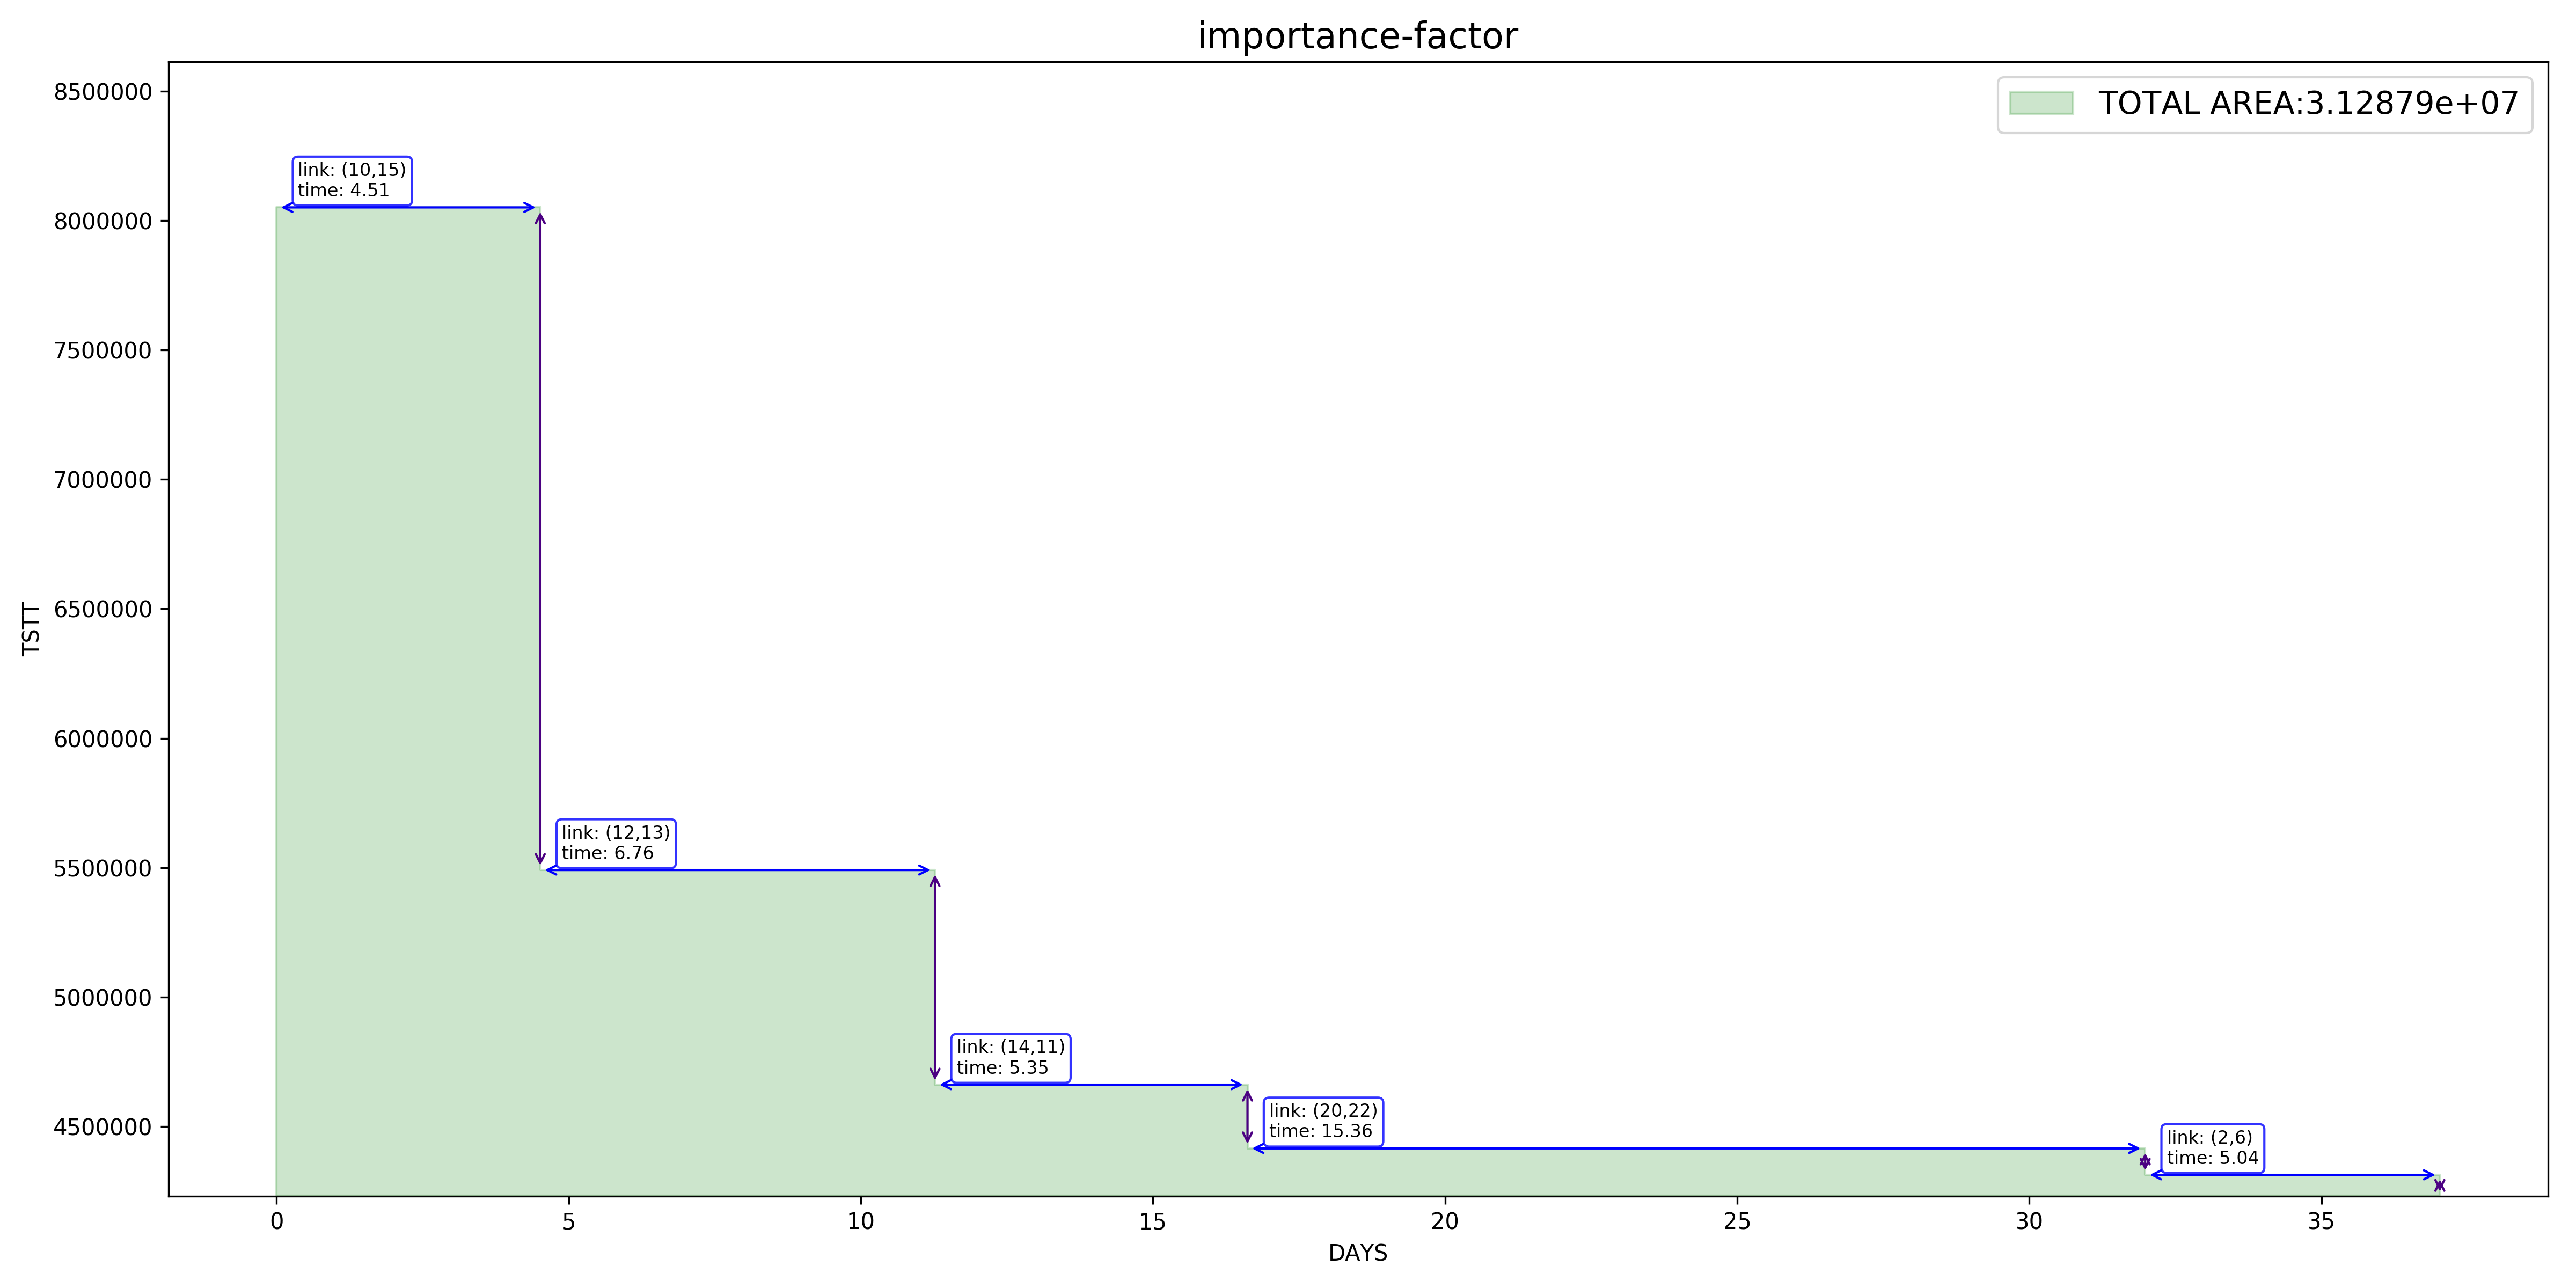 importance-factor
TOTAL AREA:3.12879e+07
TSTT
8500000
8000000
7500000
7000000
6500000
6000000
5500000
5000000
4500000
link: (10,15)
time: 4.51
link: (12,13)
time: 6.76
link: (14,11)
time: 5.35
link: (20,22)
time: 15.36
link: (2,6)
time: 5.04
0
5
10
15
20
25
30
35
DAYS